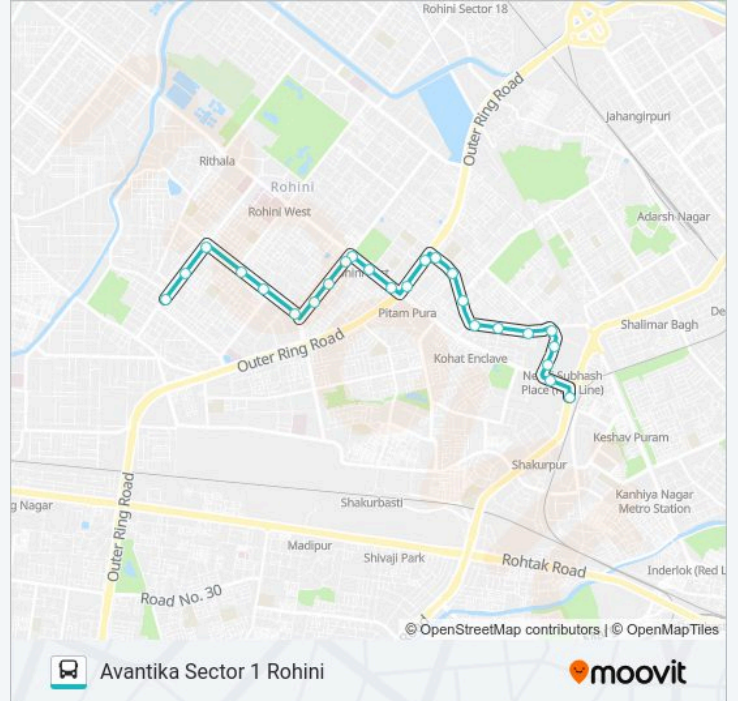 Rohini Sector 18
Outer Ring Road
Jahangirpuri
Rithala
Rohini
Rohini West
Adarsh Nagar
Pitam Pura
Shalimar Bagh
Outer Ring Road
Kohat Enclave
Subhash
Place
Line)
Keshav Puram
Shakurpur
Outer Ring Road
Kanhiya Nagar
Metro Station
g Nagar
Shakurbasti
Madipur
Shivaji Park
Rohtak Road
Inderlok (Red L
Road No. 30
© OpenStreetMap contributors | © OpenMapTiles
Avantika Sector 1 Rohini
moovit